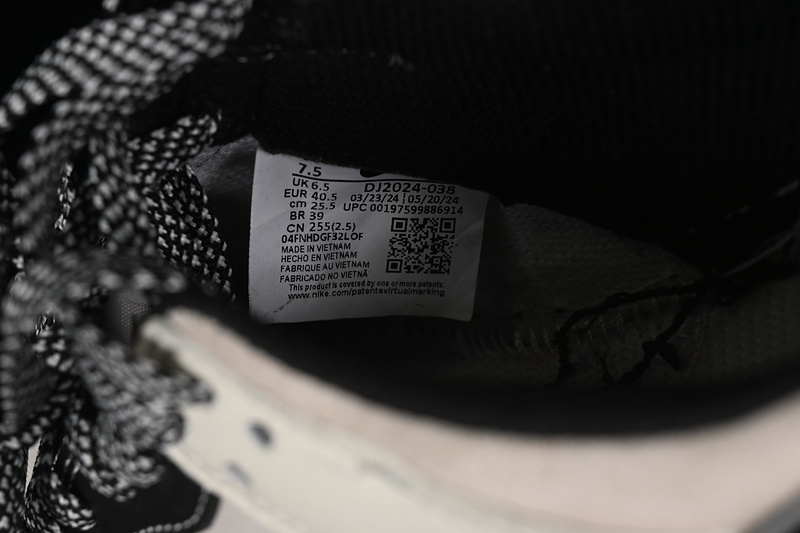 7.5
UK 6.5 DJ2024-038
EUR 40.5 03/23/24 | 05/20/24
cm 25.5 UPC 00197599886914
BR 39
CN 255(2.5)
04FNHDGF32LOF
MADE IN VIETNAM
HECHO EN VIETNAM
FABRIQUE AU VIETNAM
FABRICADO NO VIETNÃ
This product is covered by one or more patents:
www.nike.com/patentsvirtualmarking